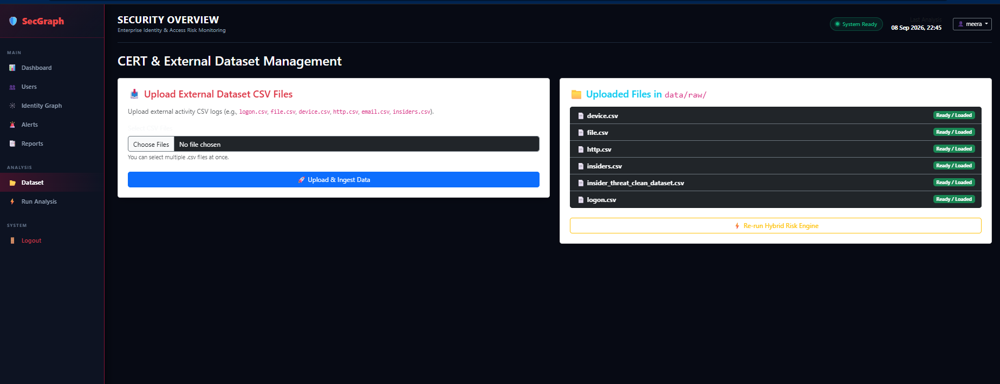 SecGraph
MAIN
Dashboard
Users
Identity Graph
Alerts
Reports
ANALYSIS
Dataset
Run Analysis
SYSTEM
Logout
SECURITY OVERVIEW
Enterprise Identity & Access Risk Monitoring
System Ready
Last Analysis
08 Sep 2026, 22:45
meera
CERT & External Dataset Management
Upload External Dataset CSV Files
Upload external activity CSV logs (e.g., logon.csv, file.csv, device.csv, http.csv, email.csv, insiders.csv).
Select CSV Files
Choose Files No file chosen
You can select multiple .csv files at once.
Upload & Ingest Data
Uploaded Files in data/raw/
device.csv Ready / Loaded
file.csv Ready / Loaded
http.csv Ready / Loaded
insiders.csv Ready / Loaded
insider_threat_clean_dataset.csv Ready / Loaded
logon.csv Ready / Loaded
Re-run Hybrid Risk Engine